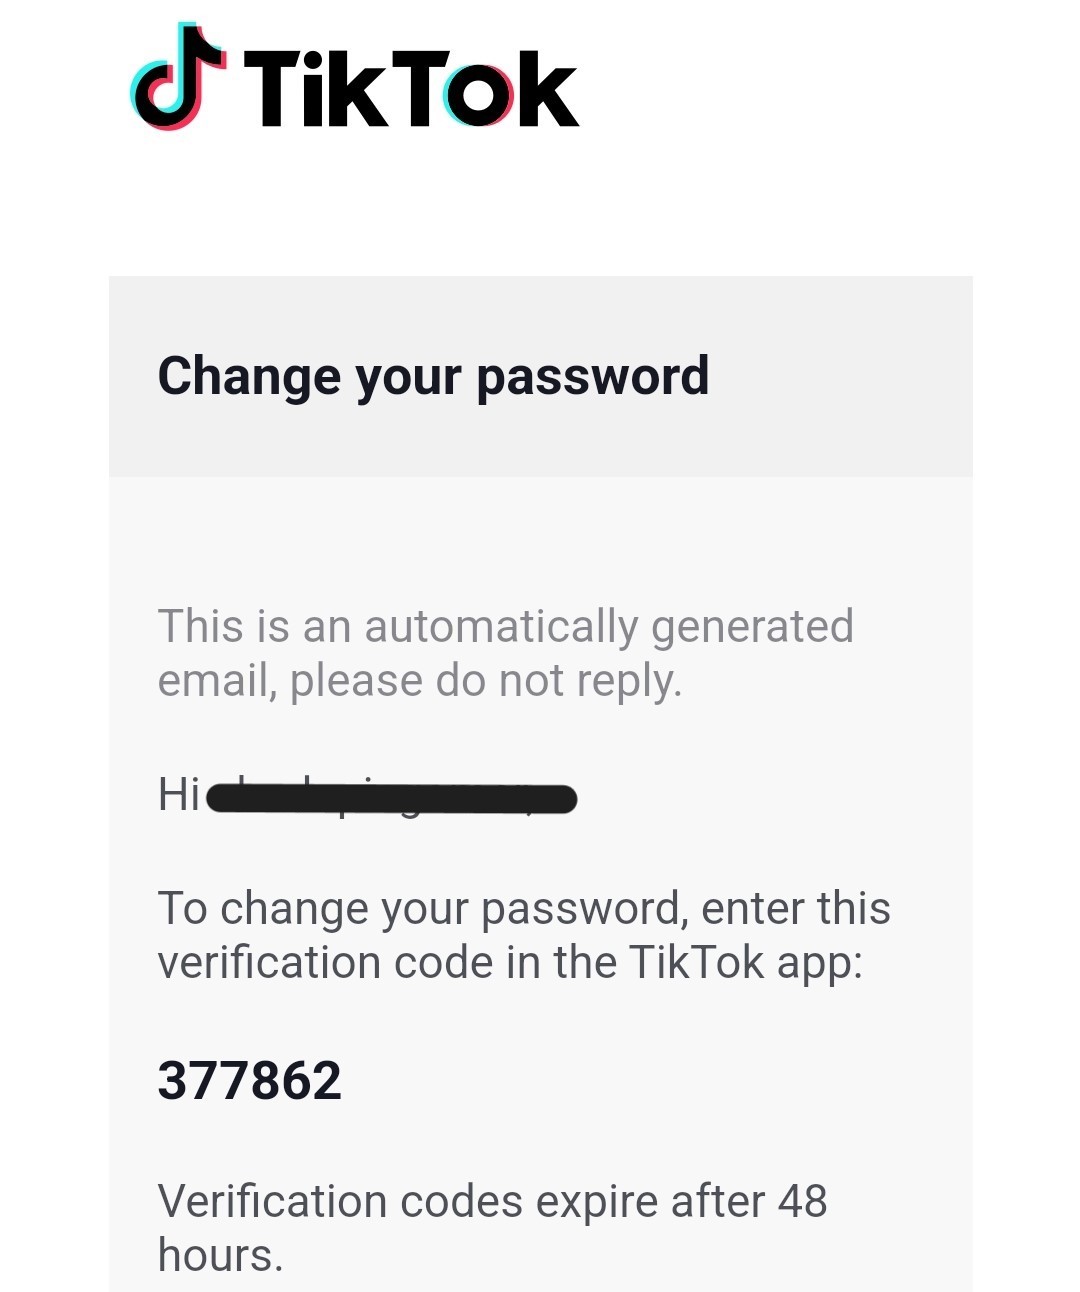 TikTok
Change your password
This is an automatically generated
email, please do not reply.
Hi
To change your password, enter this
verification code in the TikTok app:
377862
Verification codes expire after 48
hours.